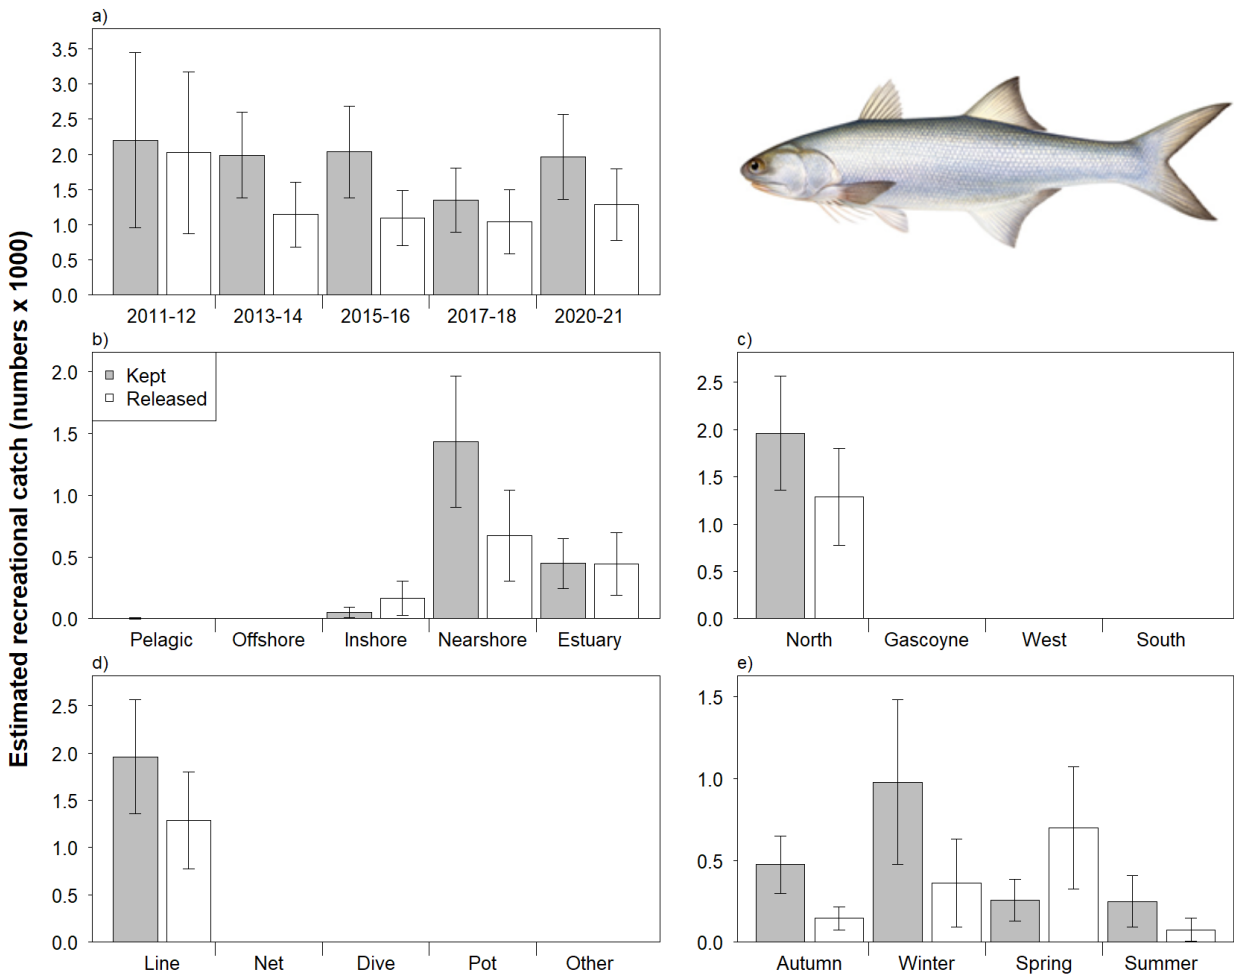 Estimated recreational catch (numbers x 1000)
a)
3.5
3.0
2.5
2.0
1.5
1.0
0.5
0.0
2011-12 2013-14 2015-16 2017-18 2020-21
b)
Kept
Released
2.0
1.5
1.0
0.5
0.0
Pelagic Offshore Inshore Nearshore Estuary
c)
2.5
2.0
1.5
1.0
0.5
0.0
North Gascoyne West South
d)
2.5
2.0
1.5
1.0
0.5
0.0
Line Net Dive Pot Other
e)
1.5
1.0
0.5
0.0
Autumn Winter Spring Summer